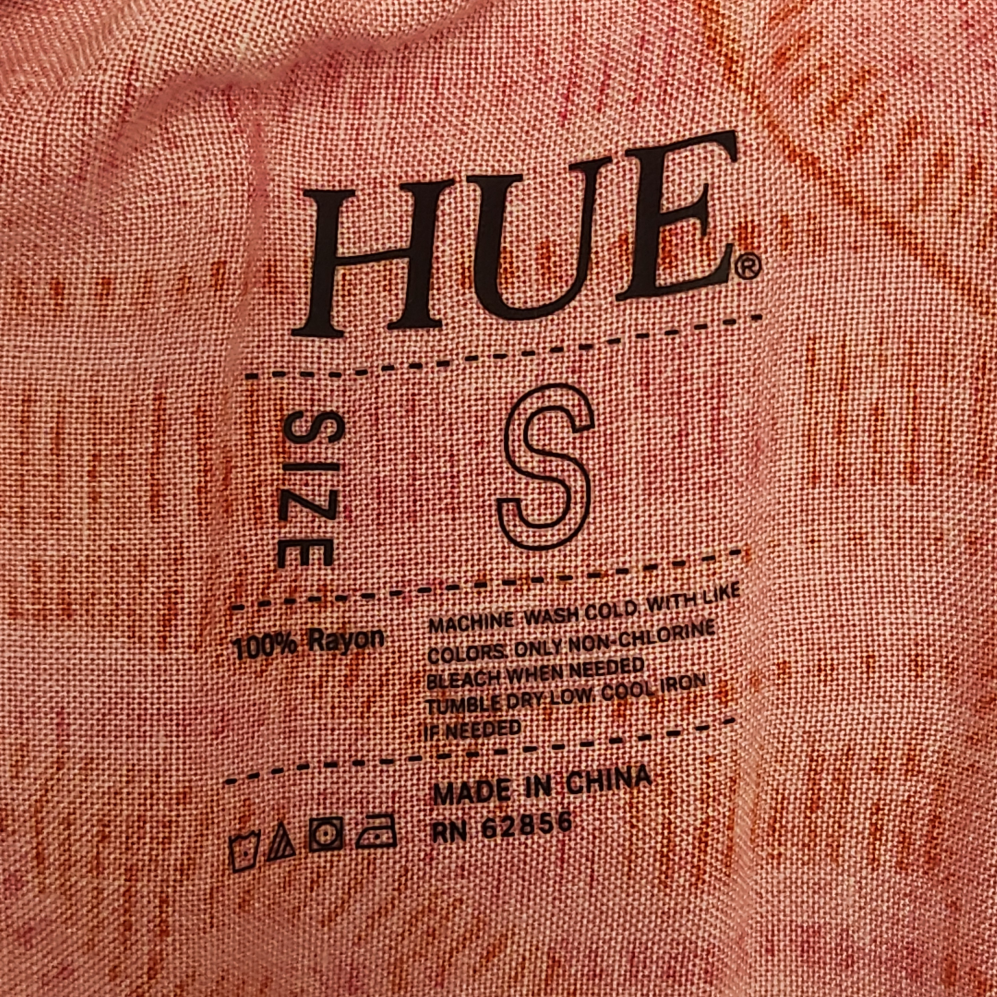 HUE®
SIZE
S
100% Rayon
MACHINE WASH COLD, WITH LIKE
COLORS. ONLY NON-CHLORINE
BLEACH WHEN NEEDED
TUMBLE DRY LOW. COOL IRON
IF NEEDED
MADE IN CHINA
RN 62856